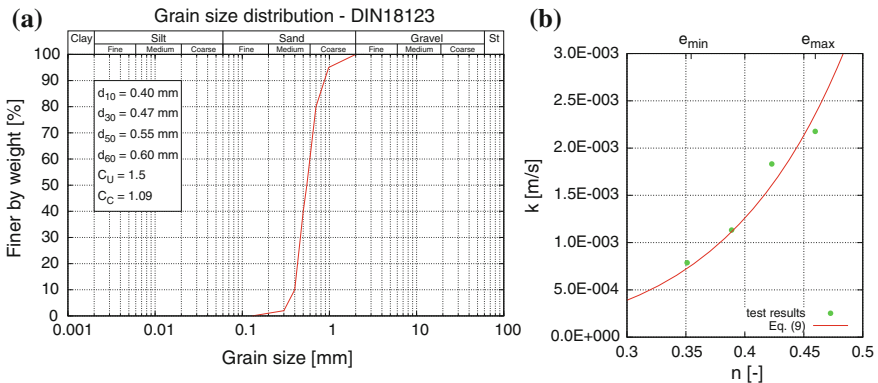 (a)
Grain size distribution - DIN18123
Clay Silt Sand Gravel St
Fine Medium Coarse Fine Medium Coarse Fine Medium Coarse
100
90
80
70
60
50
40
30
20
10
0
Finer by weight [%]
d10 = 0.40 mm
d30 = 0.47 mm
d50 = 0.55 mm
d60 = 0.60 mm
CU = 1.5
CC = 1.09
0.001 0.01 0.1 1 10 100
Grain size [mm]
(b)
emin emax
3.0E-003
2.5E-003
2.0E-003
1.5E-003
1.0E-003
5.0E-004
0.0E+000
k [m/s]
test results
Eq. (9)
0.3 0.35 0.4 0.45 0.5
n [-]